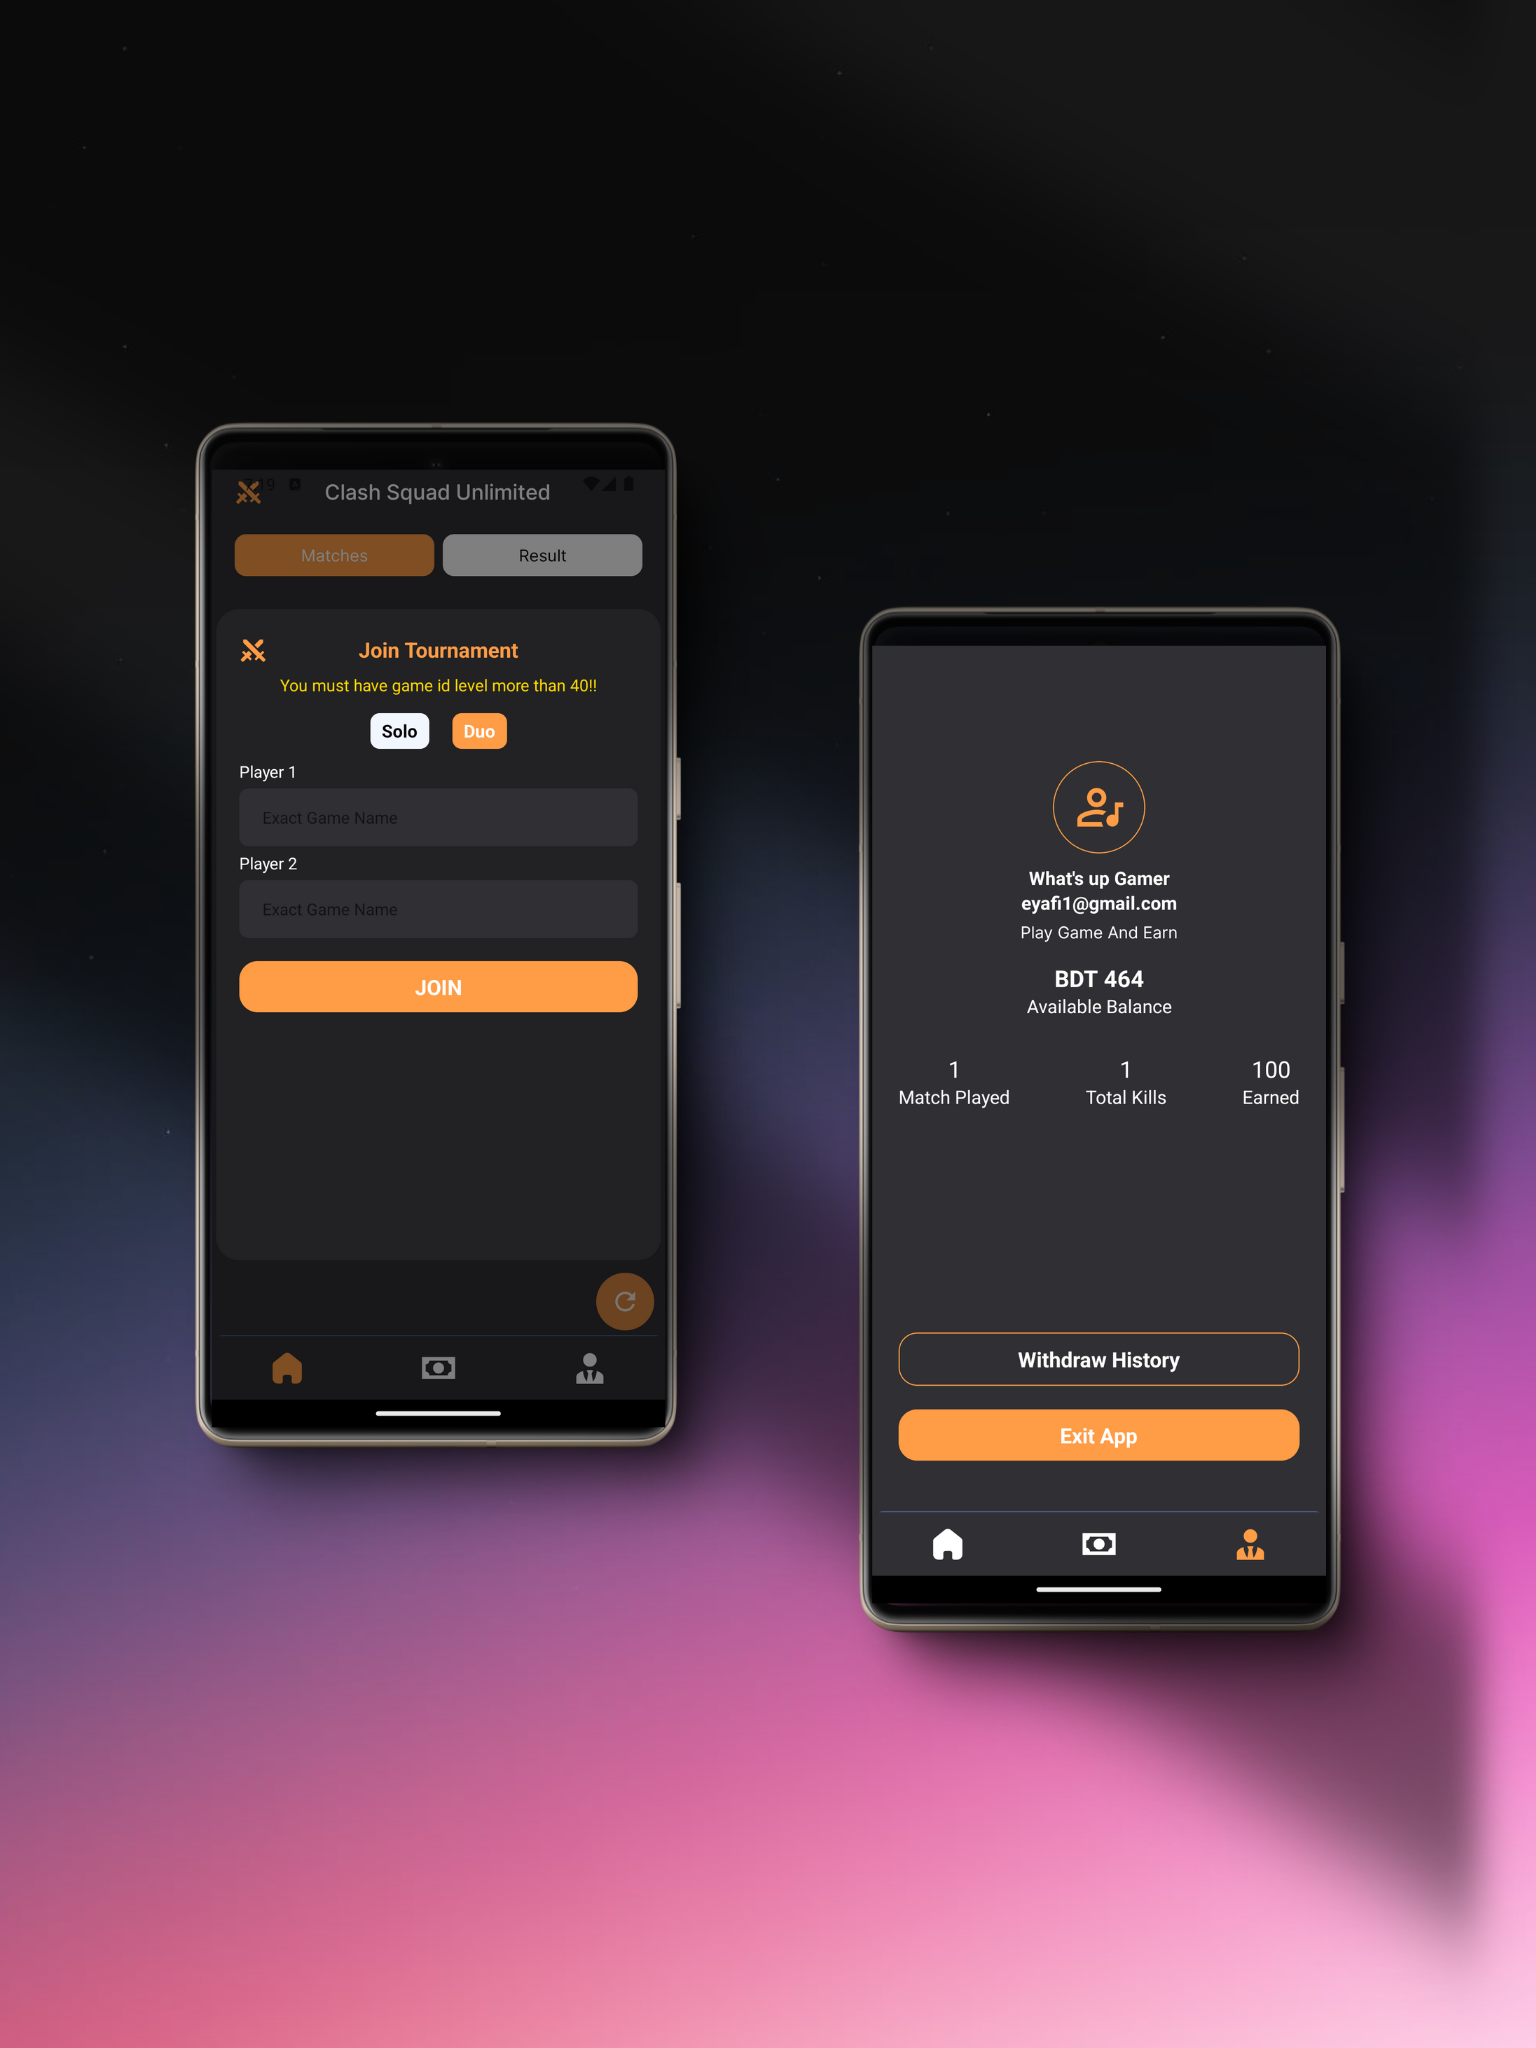 Clash Squad Unlimited
Matches
Result
Join Tournament
You must have game id level more than 40!!
Solo
Duo
Player 1
Exact Game Name
Player 2
Exact Game Name
JOIN
What's up Gamer
eyafi1@gmail.com
Play Game And Earn
BDT 464
Available Balance
1
1
100
Match Played
Total Kills
Earned
Withdraw History
Exit App